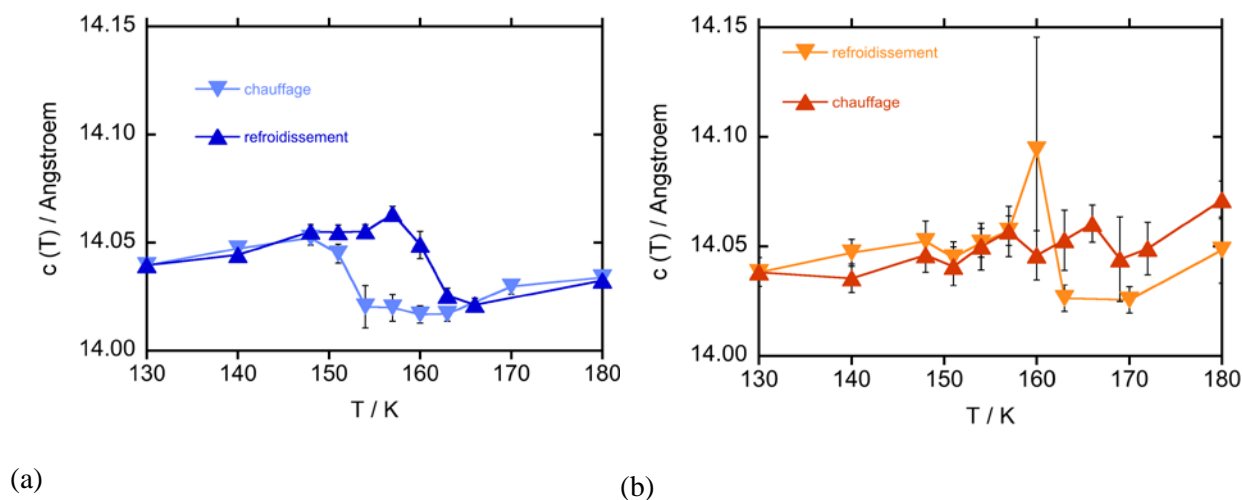 14.15
14.10
14.05
14.00
c (T) / Angstroem
chauffage
refroidissement
130
140
150
160
170
180
T / K
(a)
14.15
14.10
14.05
14.00
c (T) / Angstroem
refroidissement
chauffage
130
140
150
160
170
180
T / K
(b)